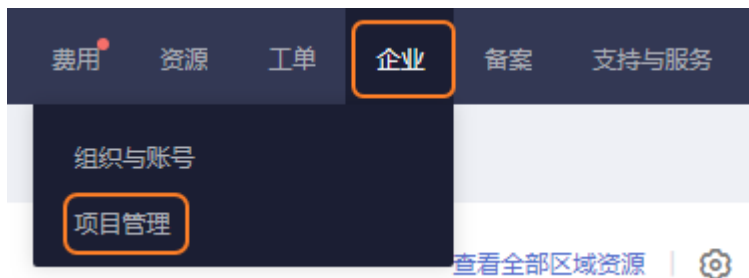 费用 资源 工单 企业 备案 支持与服务
组织与账号
项目管理
查看全部区域资源